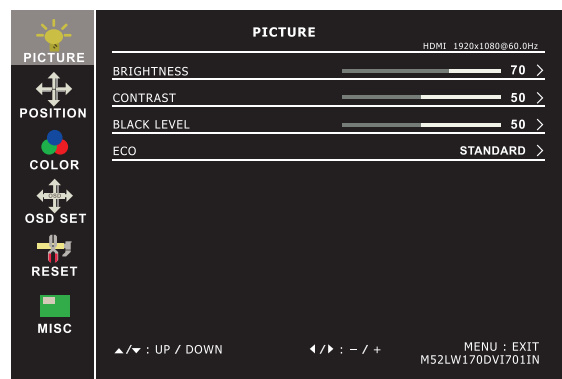 PICTURE
HDMI 1920x1080@60.0Hz
PICTURE
POSITION
COLOR
OSD
OSD SET
RESET
MISC
BRIGHTNESS 70
CONTRAST 50
BLACK LEVEL 50
ECO STANDARD
▲/▼ : UP / DOWN
◀/▶ : − / +
MENU : EXIT
M52LW170DVI701IN